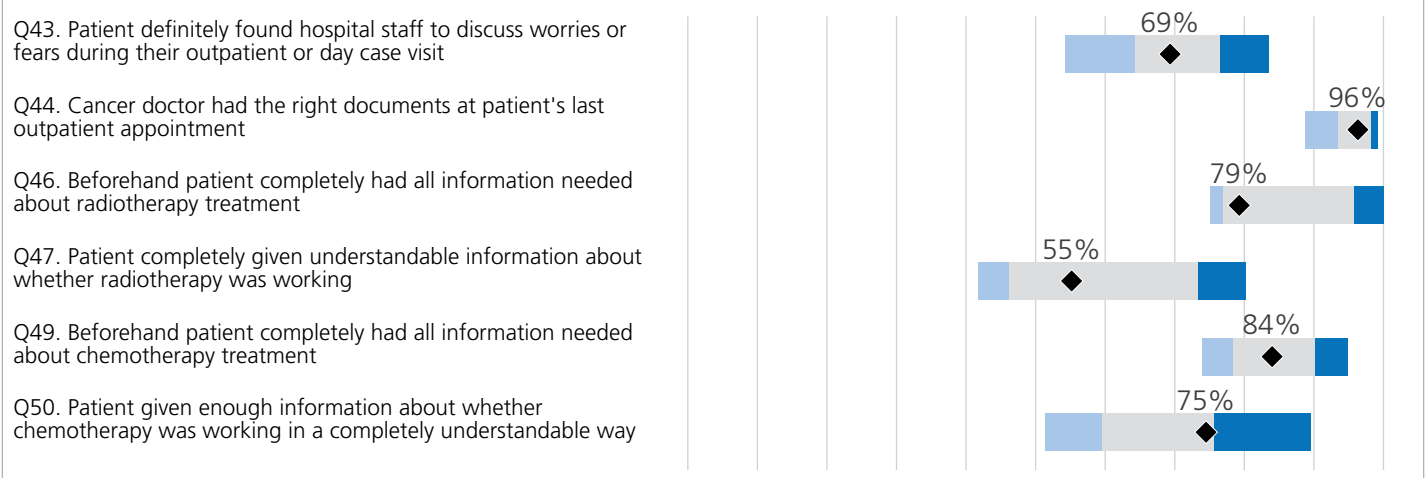 Q43. Patient definitely found hospital staff to discuss worries or
fears during their outpatient or day case visit
69%
Q44. Cancer doctor had the right documents at patient's last
outpatient appointment
96%
Q46. Beforehand patient completely had all information needed
about radiotherapy treatment
79%
Q47. Patient completely given understandable information about
whether radiotherapy was working
55%
Q49. Beforehand patient completely had all information needed
about chemotherapy treatment
84%
Q50. Patient given enough information about whether
chemotherapy was working in a completely understandable way
75%